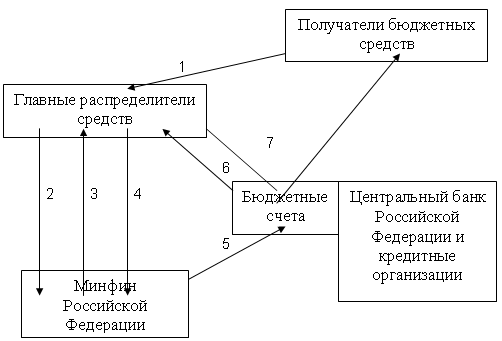 Получатели бюджетных
средств
1
Главные распределители
средств
7
6
2
3
4
Бюджетные
счета
Центральный банк
Российской
Федерации и
кредитные
организации
5
Минфин
Российской
Федерации